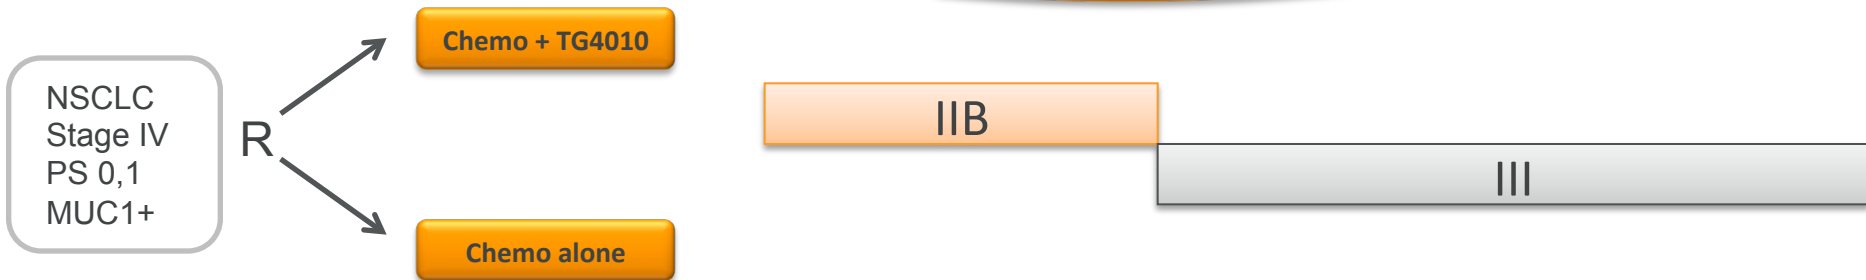 NSCLC
Stage IV
PS 0,1
MUC1+
R
Chemo + TG4010
Chemo alone
IIB
III